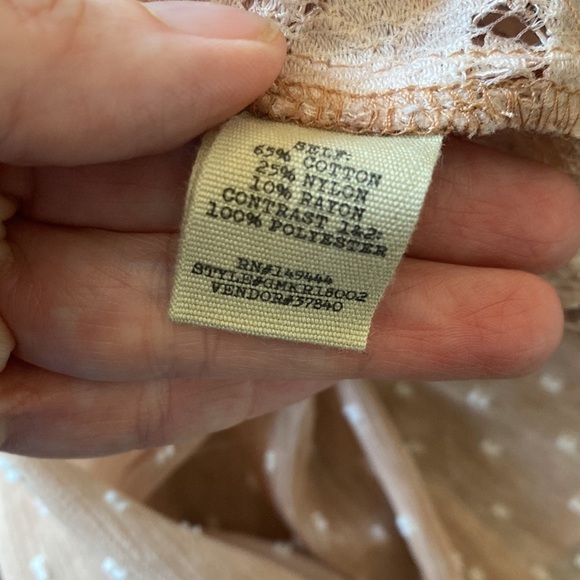 SELF:
65% COTTON
25% NYLON
10% RAYON
CONTRAST 1&2:
100% POLYESTER
RN#149444
STYLE#GMKR18002
VENDOR#37840